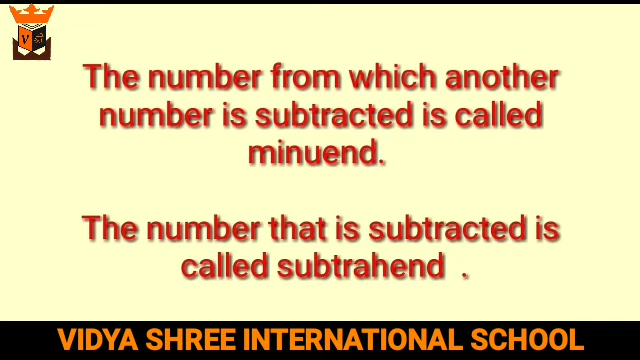 The number from which another
number is subtracted is called
minuend.
The number that is subtracted is
called subtrahend .
VIDYA SHREE INTERNATIONAL SCHOOL